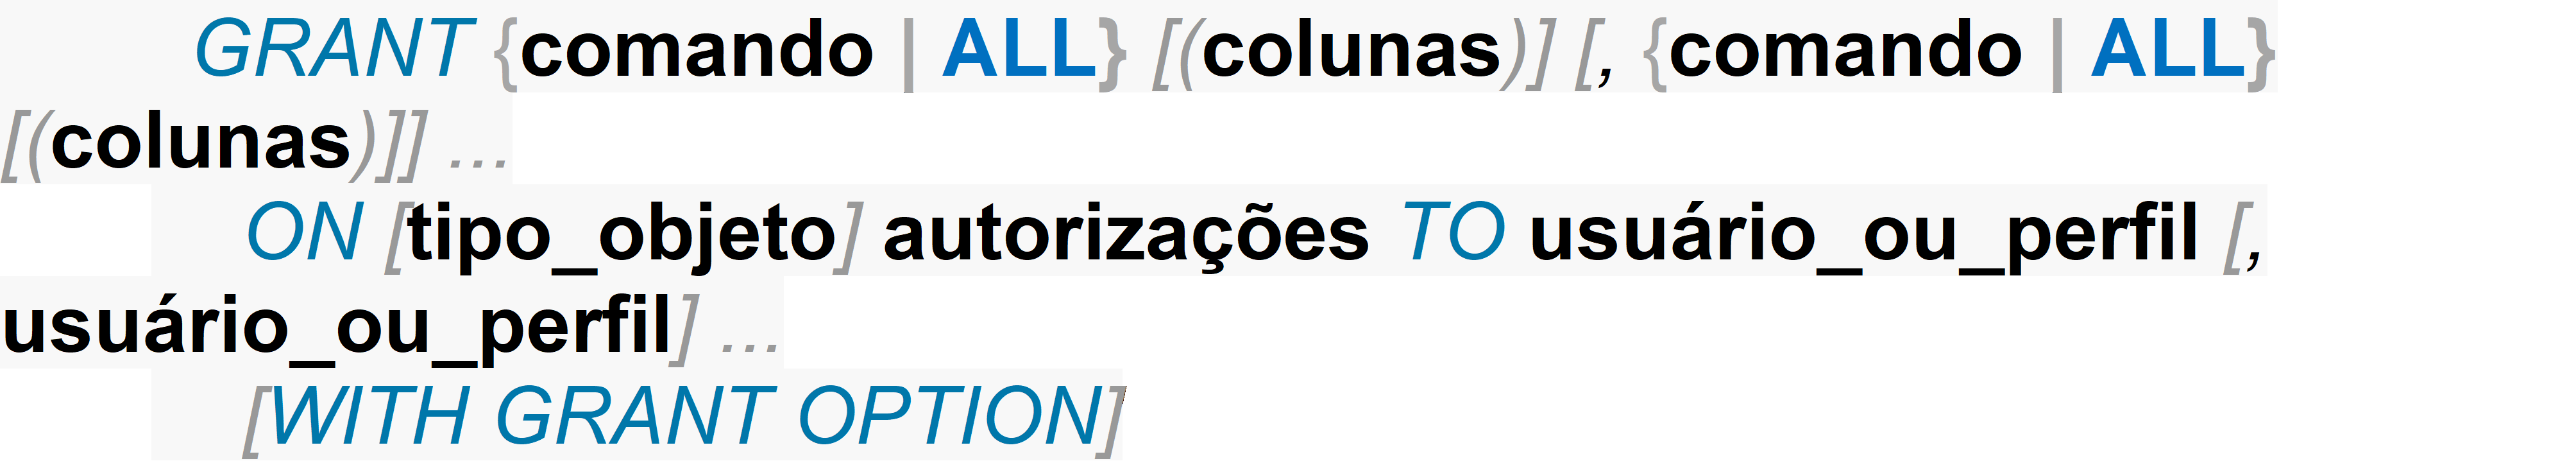 GRANT {comando | ALL} [(colunas)] [, {comando | ALL}
[(colunas)]] ...
ON [tipo_objeto] autorizações TO usuário_ou_perfil [,
usuário_ou_perfil] ...
[WITH GRANT OPTION]